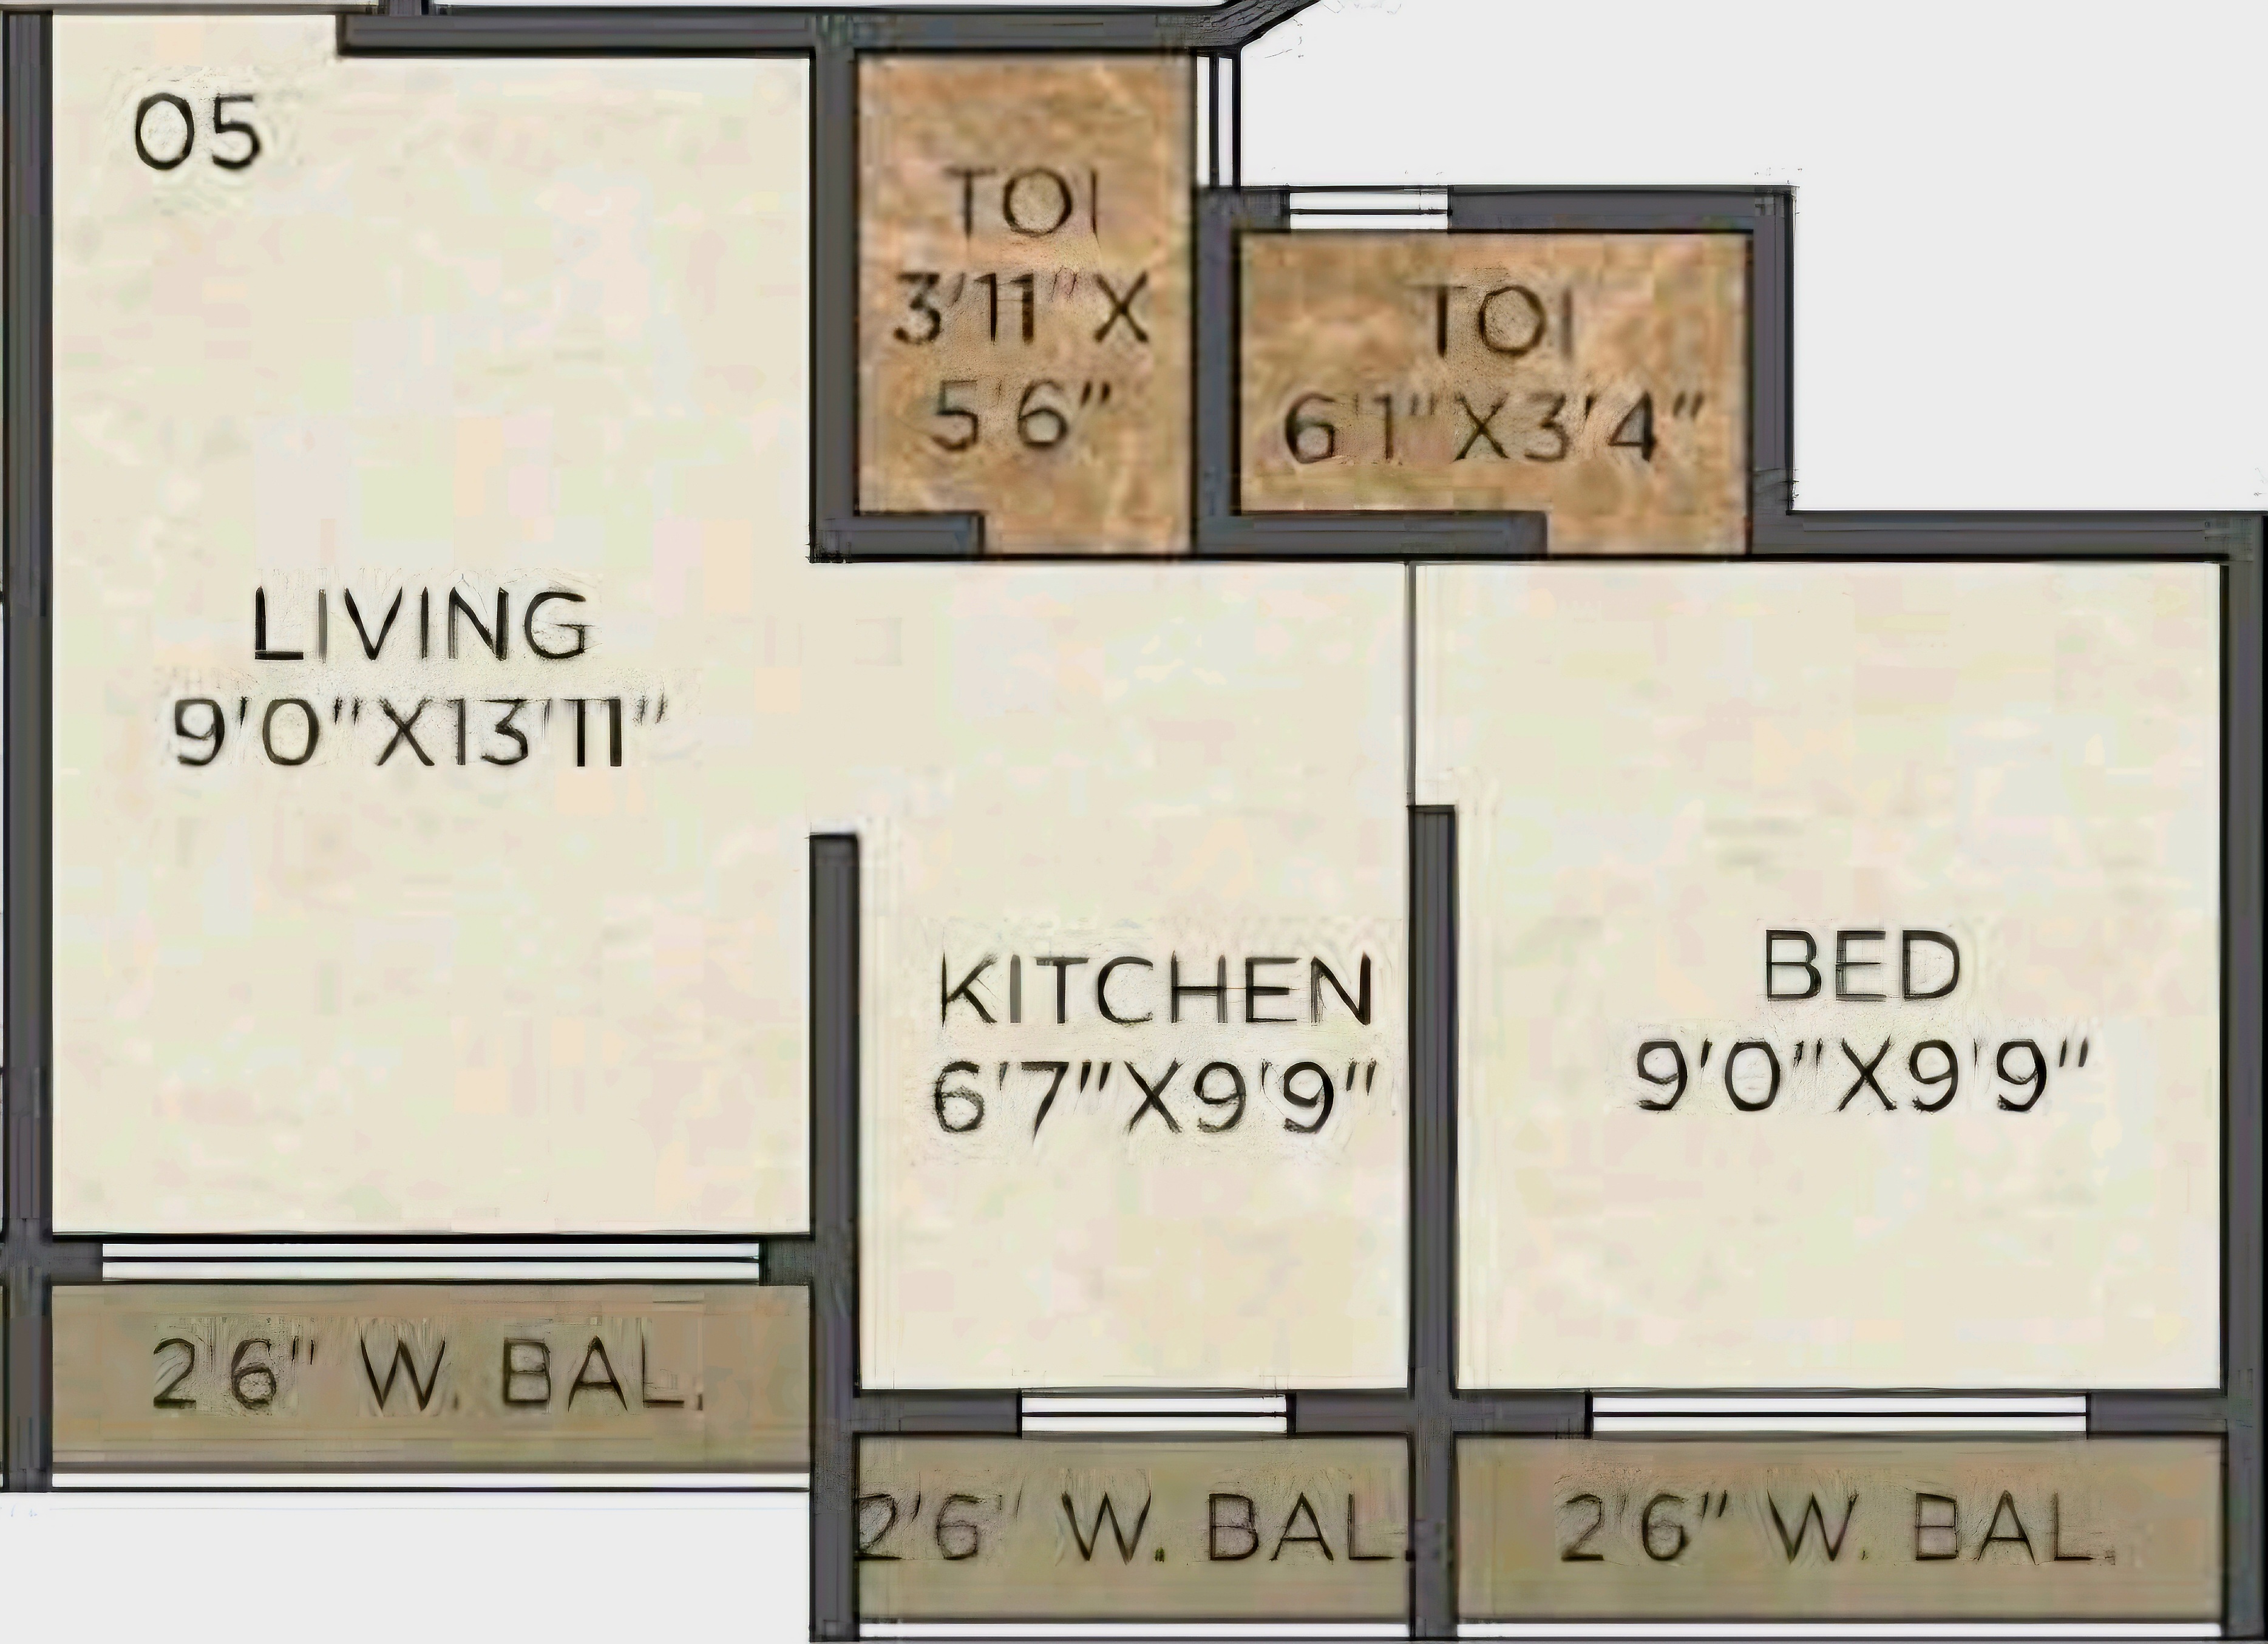 05
TOI
3'11"X
5'6"
TOI
6'1"X3'4"
LIVING
9'0"X13'11"
KITCHEN
6'7"X9'9"
BED
9'0"X9'9"
2'6" W. BAL.
2'6" W. BAL.
2'6" W. BAL.